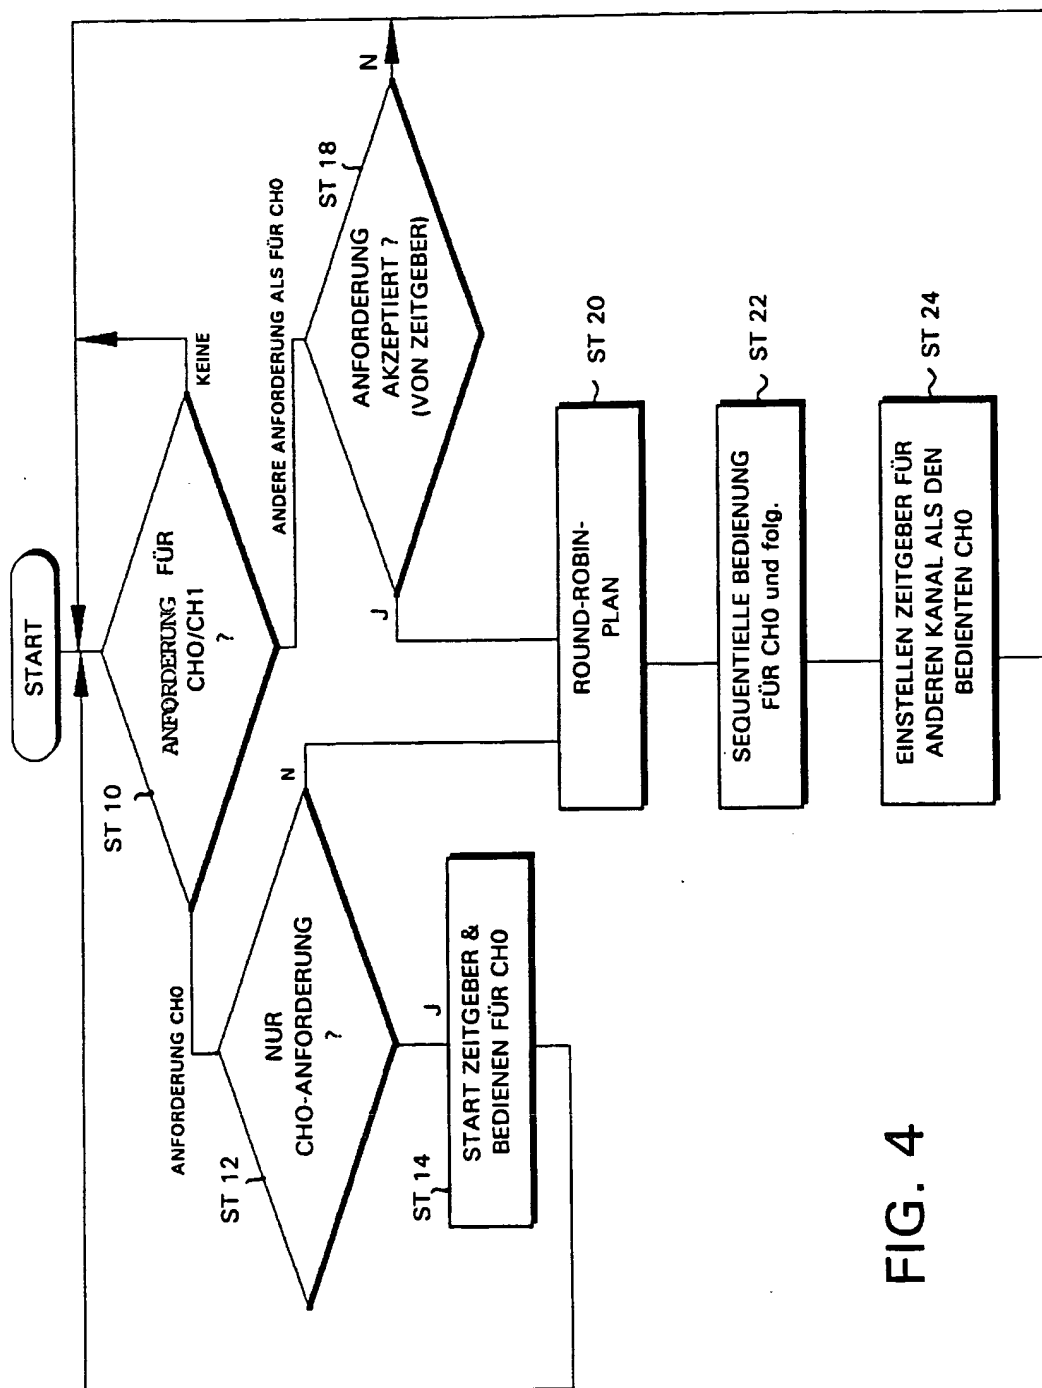 START
ANFORDERUNG FÜR
CH0/CH1
?
ST 10
KEINE
ANFORDERUNG CH0
ANDERE ANFORDERUNG ALS FÜR CH0
NUR
CH0-ANFORDERUNG
?
ST 12
N
J
ANFORDERUNG
AKZEPTIERT ?
(VON ZEITGEBER)
ST 18
N
J
START ZEITGEBER &
BEDIENEN FÜR CH0
ST 14
ROUND-ROBIN-
PLAN
ST 20
SEQUENTIELLE BEDIENUNG
FÜR CH0 und folg.
ST 22
EINSTELLEN ZEITGEBER FÜR
ANDEREN KANAL ALS DEN
BEDIENTEN CH0
ST 24
FIG. 4